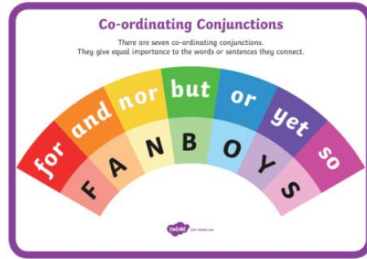 Co-ordinating Conjunctions
There are seven co-ordinating conjunctions.
They give equal importance to the words or sentences they connect.
for and nor but or yet so
F A N B O Y S
twinkl